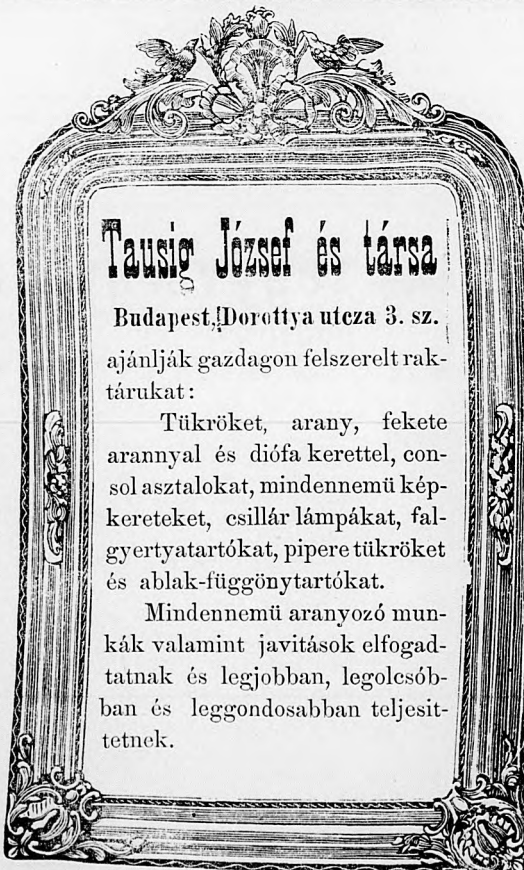 Tausig József és társa
Budapest, Dorottya utcza 3. sz.
ajánlják gazdagon felszerelt rak-
tárukat:
Tükröket, arany, fekete
arannyal és diófa kerettel, con-
sol asztalokat, mindennemü kép-
kereteket, csillár lámpákat, fal-
gyertyatartókat, pipere tükröket
és ablak-függönytartókat.
Mindennemü aranyozó mun-
kák valamint javitások elfogad-
tatnak és legjobban, legolcsób-
ban és leggondosabban teljesit-
tetnek.